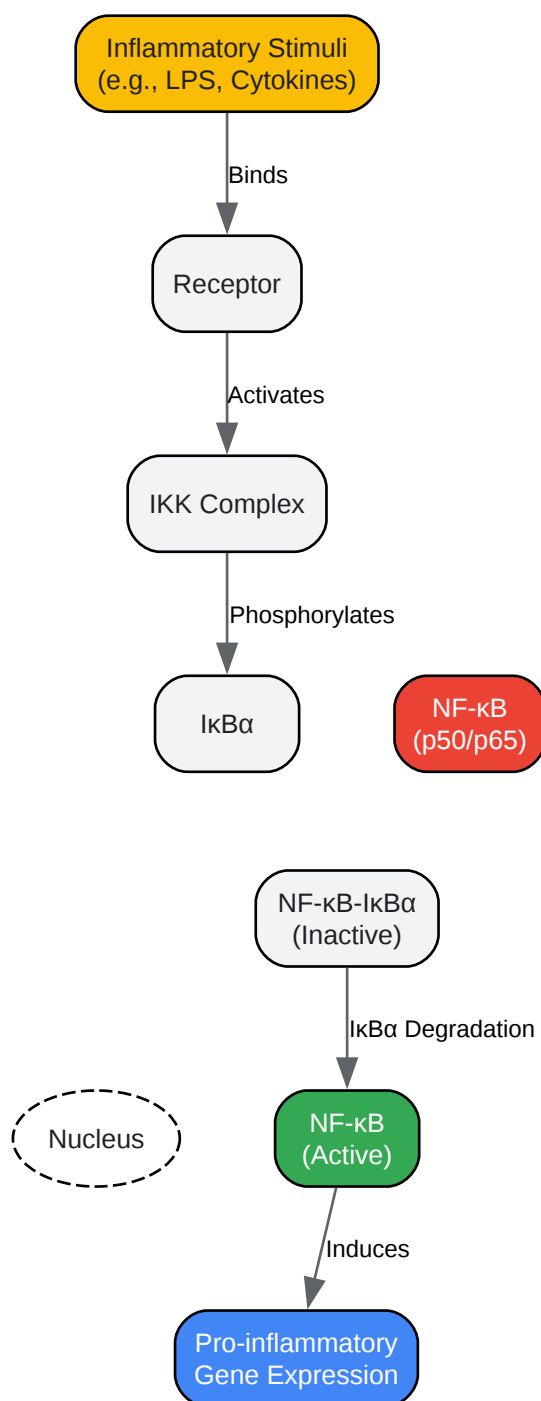 Inflammatory Stimuli
(e.g., LPS, Cytokines)
Binds
Receptor
Activates
IKK Complex
Phosphorylates
IκBα
NF-κB
(p50/p65)
NF-κB-IκBα
(Inactive)
IκBα Degradation
Nucleus
NF-κB
(Active)
Induces
Pro-inflammatory
Gene Expression